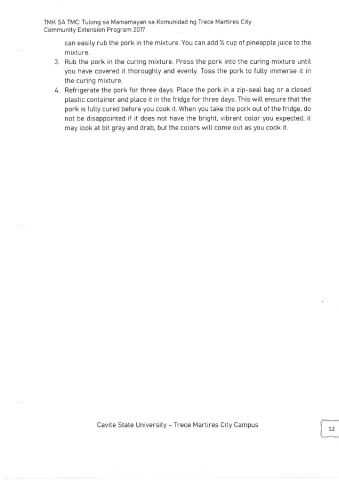 TMK SA TMC: Tulong sa Mamamayan sa Komunidad ng Trece Martires City
Community Extension Program 2017
can easily rub the pork in the mixture. You can add ½ cup of pineapple juice to the
mixture.
3. Rub the pork in the curing mixture. Press the pork into the curing mixture until
you have covered it thoroughly and evenly. Toss the pork to fully immerse it in
the curing mixture.
4. Refrigerate the pork for three days. Place the pork in a zip-seal bag or a closed
plastic container and place it in the fridge for three days. This will ensure that the
pork is fully cured before you cook it. When you take the pork out of the fridge, do
not be disappointed if it does not have the bright, vibrant color you expected; it
may look at bit gray and drab, but the colors will come out as you cook it.
Cavite State University – Trece Martires City Campus
12